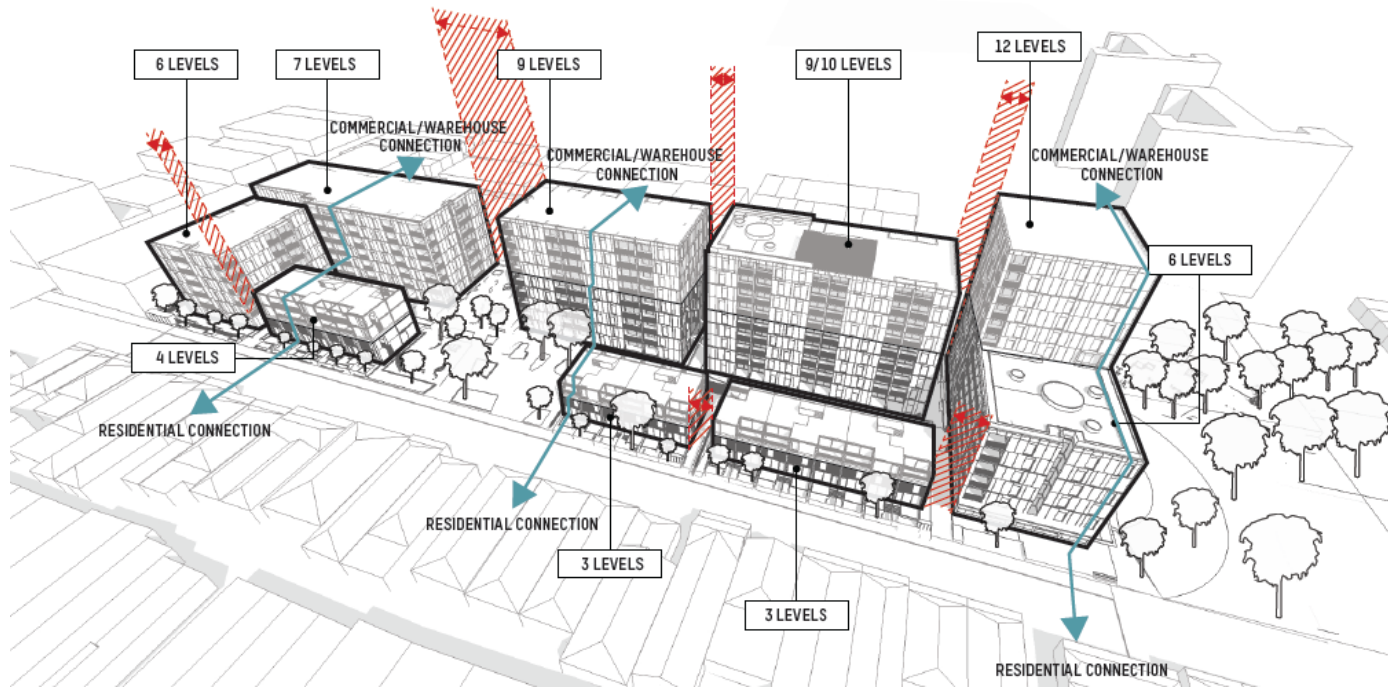 12 LEVELS
6 LEVELS
7 LEVELS
9 LEVELS
9/10 LEVELS
COMMERCIAL/WAREHOUSE
CONNECTION
COMMERCIAL/WAREHOUSE
CONNECTION
COMMERCIAL/WAREHOUSE
CONNECTION
6 LEVELS
4 LEVELS
RESIDENTIAL CONNECTION
RESIDENTIAL CONNECTION
3 LEVELS
3 LEVELS
RESIDENTIAL CONNECTION